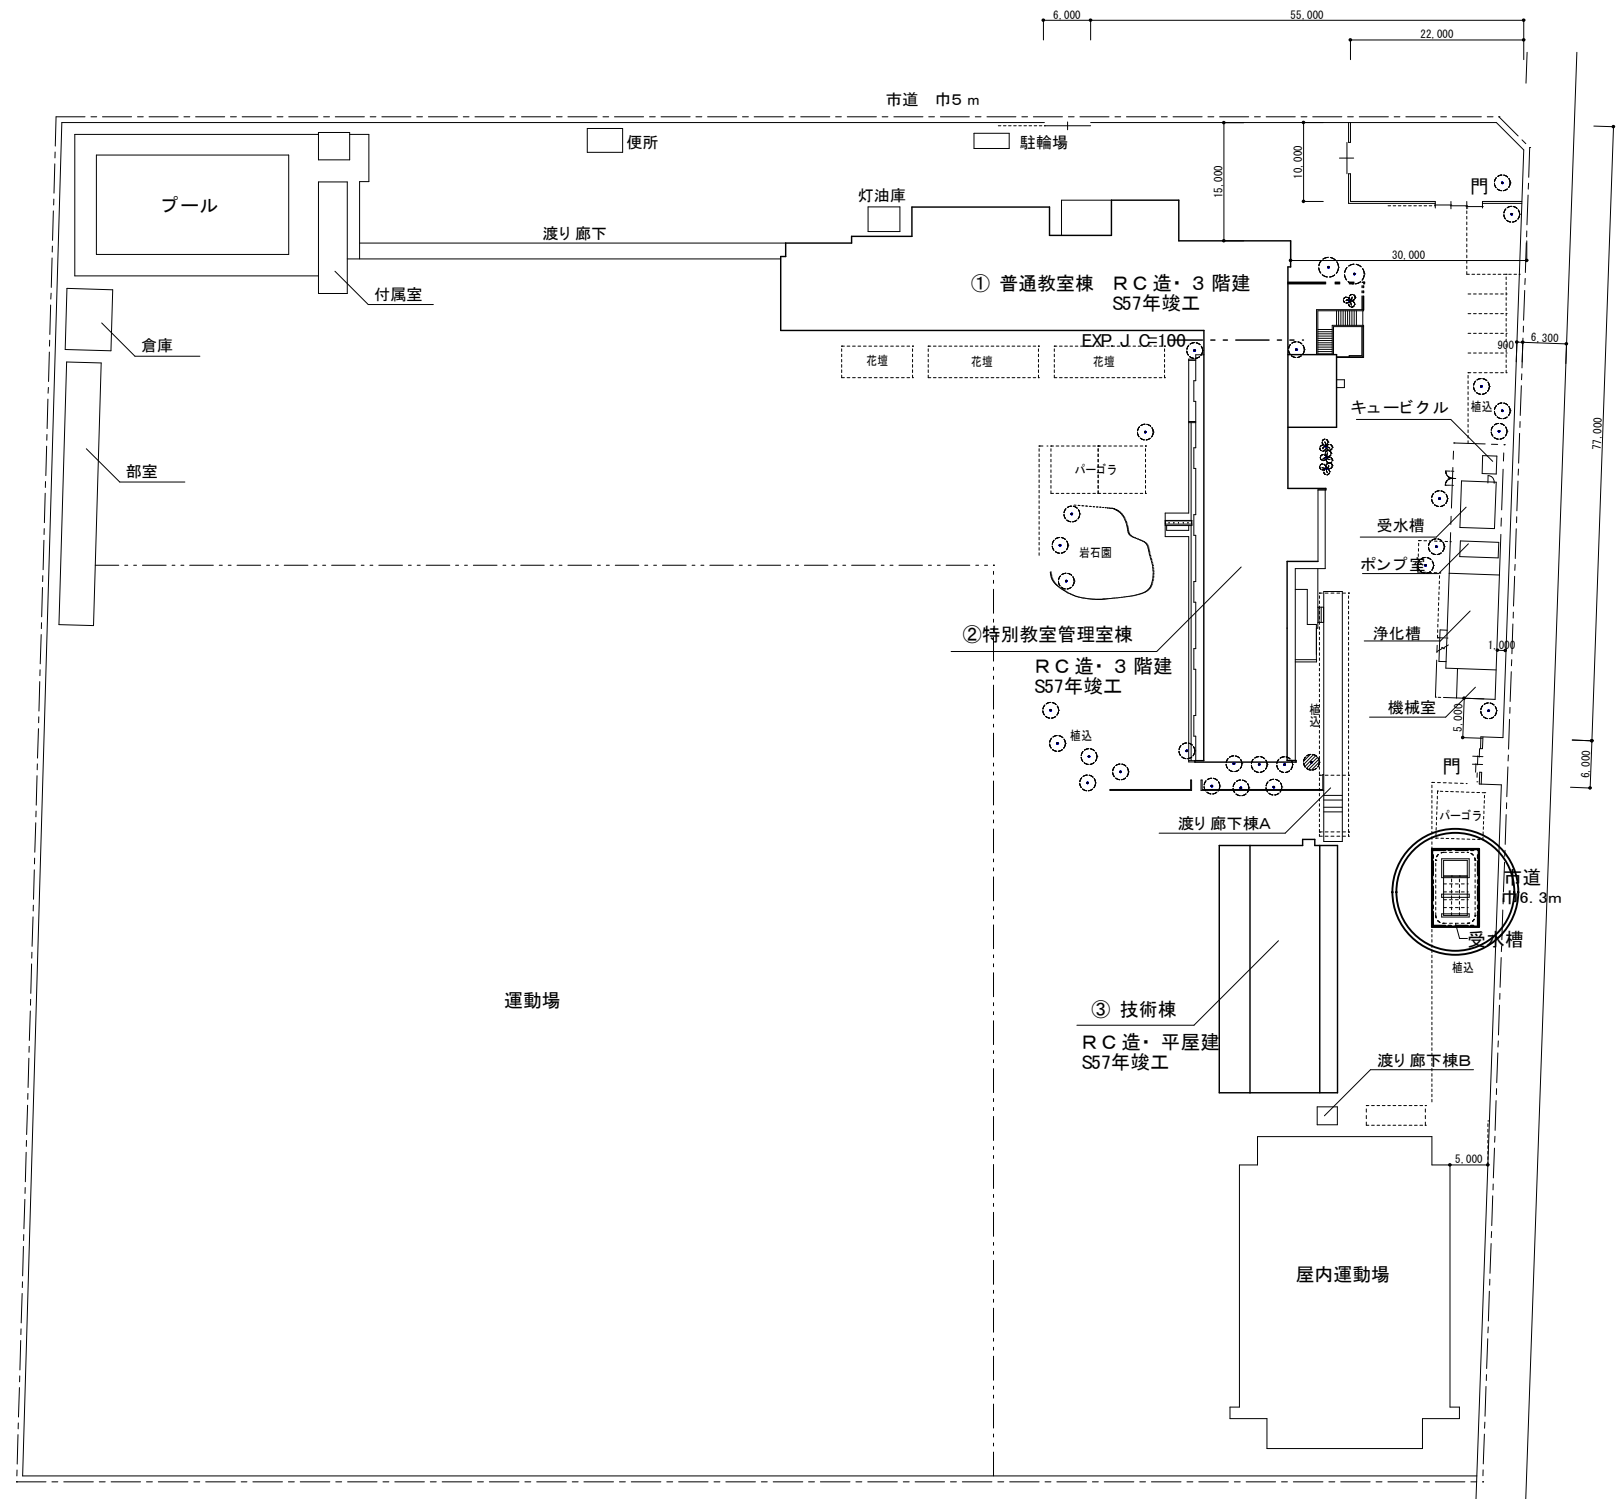 6,000
55,000
22,000
市道　巾5ｍ
便所
駐輪場
15,000
10,000
門
プール
灯油庫
渡り廊下
30,000
付属室
① 普通教室棟　ＲＣ造・３階建
S57年竣工
倉庫
EXP.J C=100
900
6,300
花壇
花壇
花壇
キュービクル
植込
77,000
パーゴラ
部室
受水槽
岩石園
ポンプ室
②特別教室管理室棟
浄化槽
1,000
ＲＣ造・３階建
S57年竣工
機械室
植込
5,000
植込
門
6,000
渡り廊下棟A
パーゴラ
市道
巾6.3m
受水槽
植込
運動場
③ 技術棟
ＲＣ造・平屋建
S57年竣工
渡り廊下棟B
5,000
屋内運動場